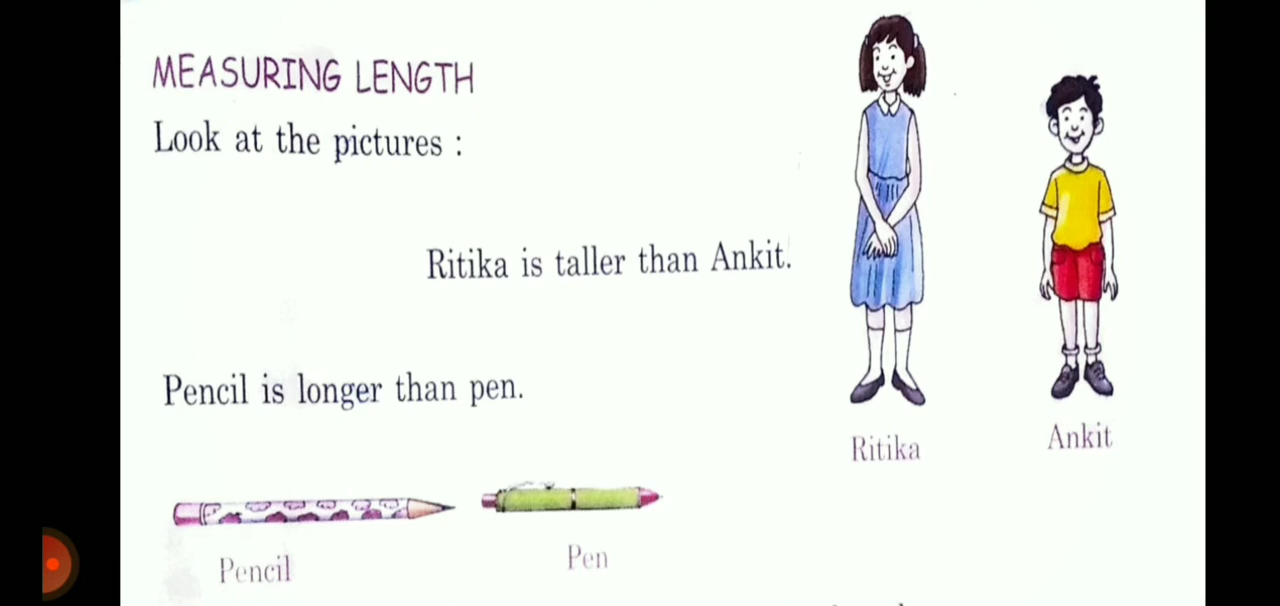 MEASURING LENGTH
Look at the pictures :
Ritika is taller than Ankit.
Pencil is longer than pen.
Ritika
Ankit
Pencil
Pen